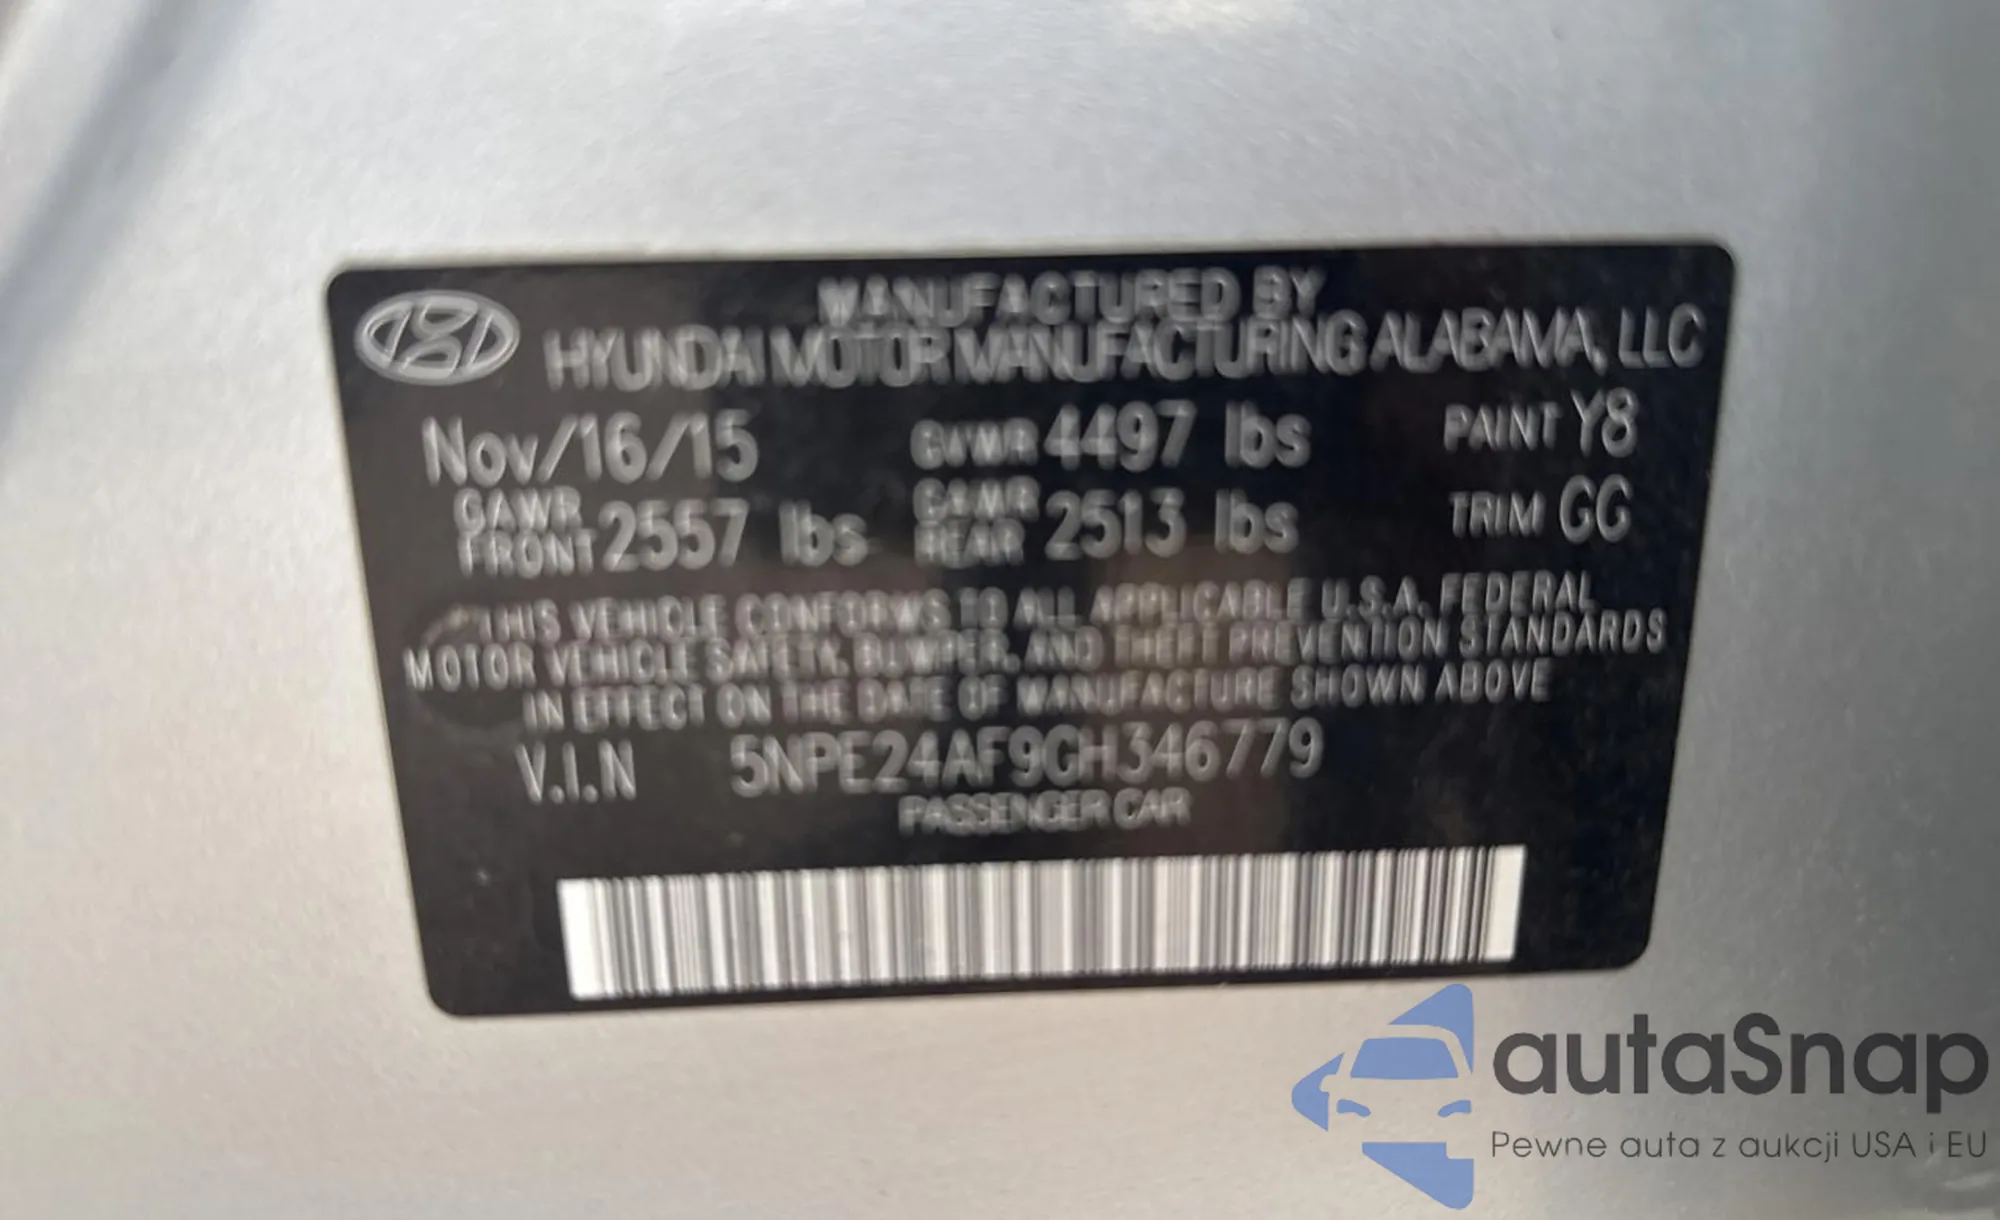 MANUFACTURED BY
HYUNDAI MOTOR MANUFACTURING ALABAMA, LLC
Nov/16/15 GVWR 4497 lbs PAINT Y8
GAWR FRONT 2557 lbs GAWR REAR 2513 lbs TRIM GG
THIS VEHICLE CONFORMS TO ALL APPLICABLE U.S.A. FEDERAL
MOTOR VEHICLE SAFETY, BUMPER, AND THEFT PREVENTION STANDARDS
IN EFFECT ON THE DATE OF MANUFACTURE SHOWN ABOVE
V.I.N 5NPE24AF9GH346779
PASSENGER CAR
autaSnap
Pewne auta z aukcji USA i EU